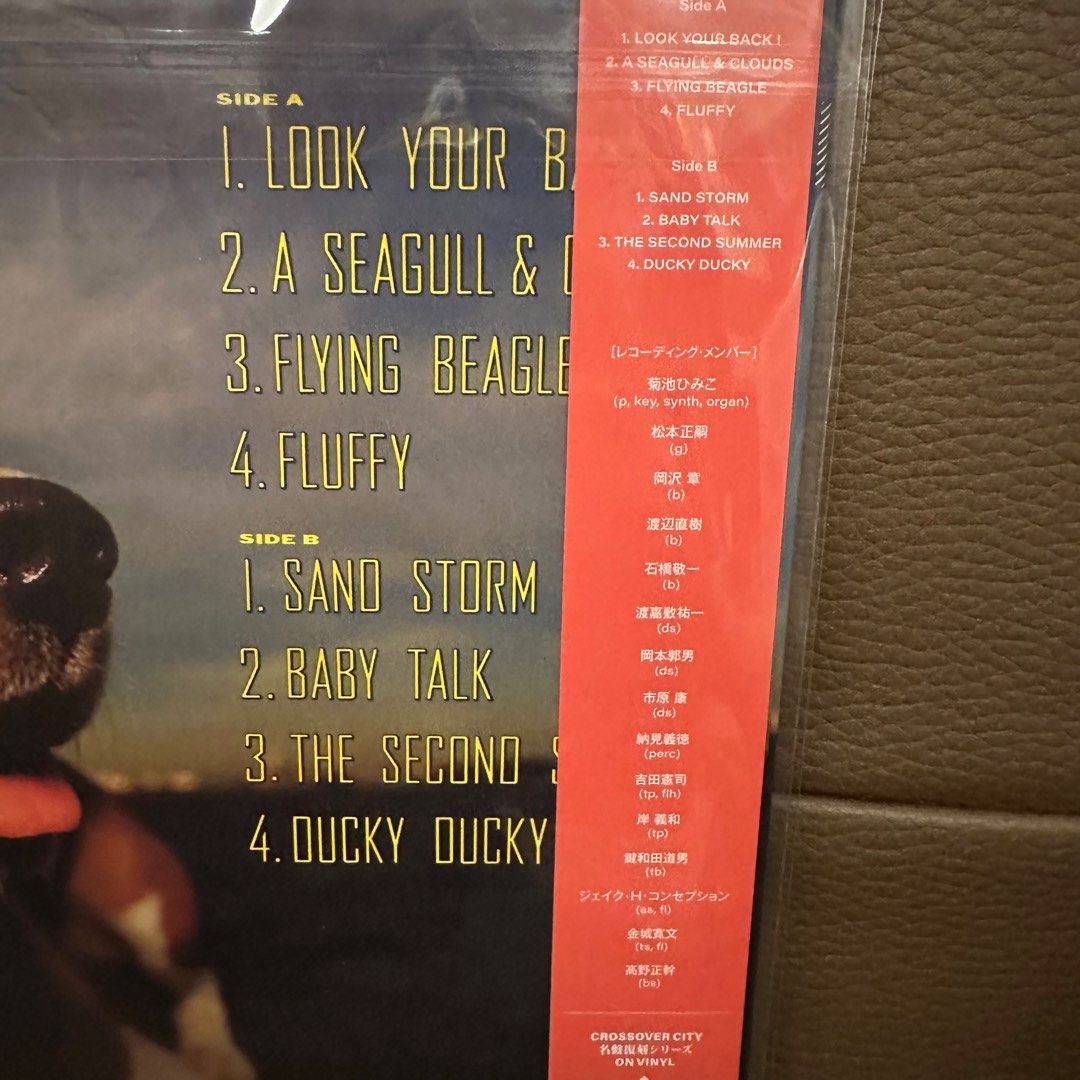 SIDE A
1. LOOK YOUR BA
2. A SEAGULL & C
3. FLYING BEAGLE
4. FLUFFY
SIDE B
1. SAND STORM
2. BABY TALK
3. THE SECOND S
4. DUCKY DUCKY
Side A
1. LOOK YOUR BACK !
2. A SEAGULL & CLOUDS
3. FLYING BEAGLE
4. FLUFFY
Side B
1. SAND STORM
2. BABY TALK
3. THE SECOND SUMMER
4. DUCKY DUCKY
[レコーディング・メンバー]
菊池ひみこ
(p, key, synth, organ)
松本正嗣
(g)
岡沢 章
(b)
渡辺直樹
(b)
石橋敬一
(b)
渡嘉敷祐一
(ds)
岡本郭男
(ds)
市原 康
(ds)
納見義徳
(perc)
吉田憲司
(tp, flh)
岸 義和
(tp)
鍵和田道男
(tb)
ジェイク・H・コンセプション
(as, fl)
金城寛文
(ts, fl)
高野正幹
(bs)
CROSSOVER CITY
名盤復刻シリーズ
ON VINYL